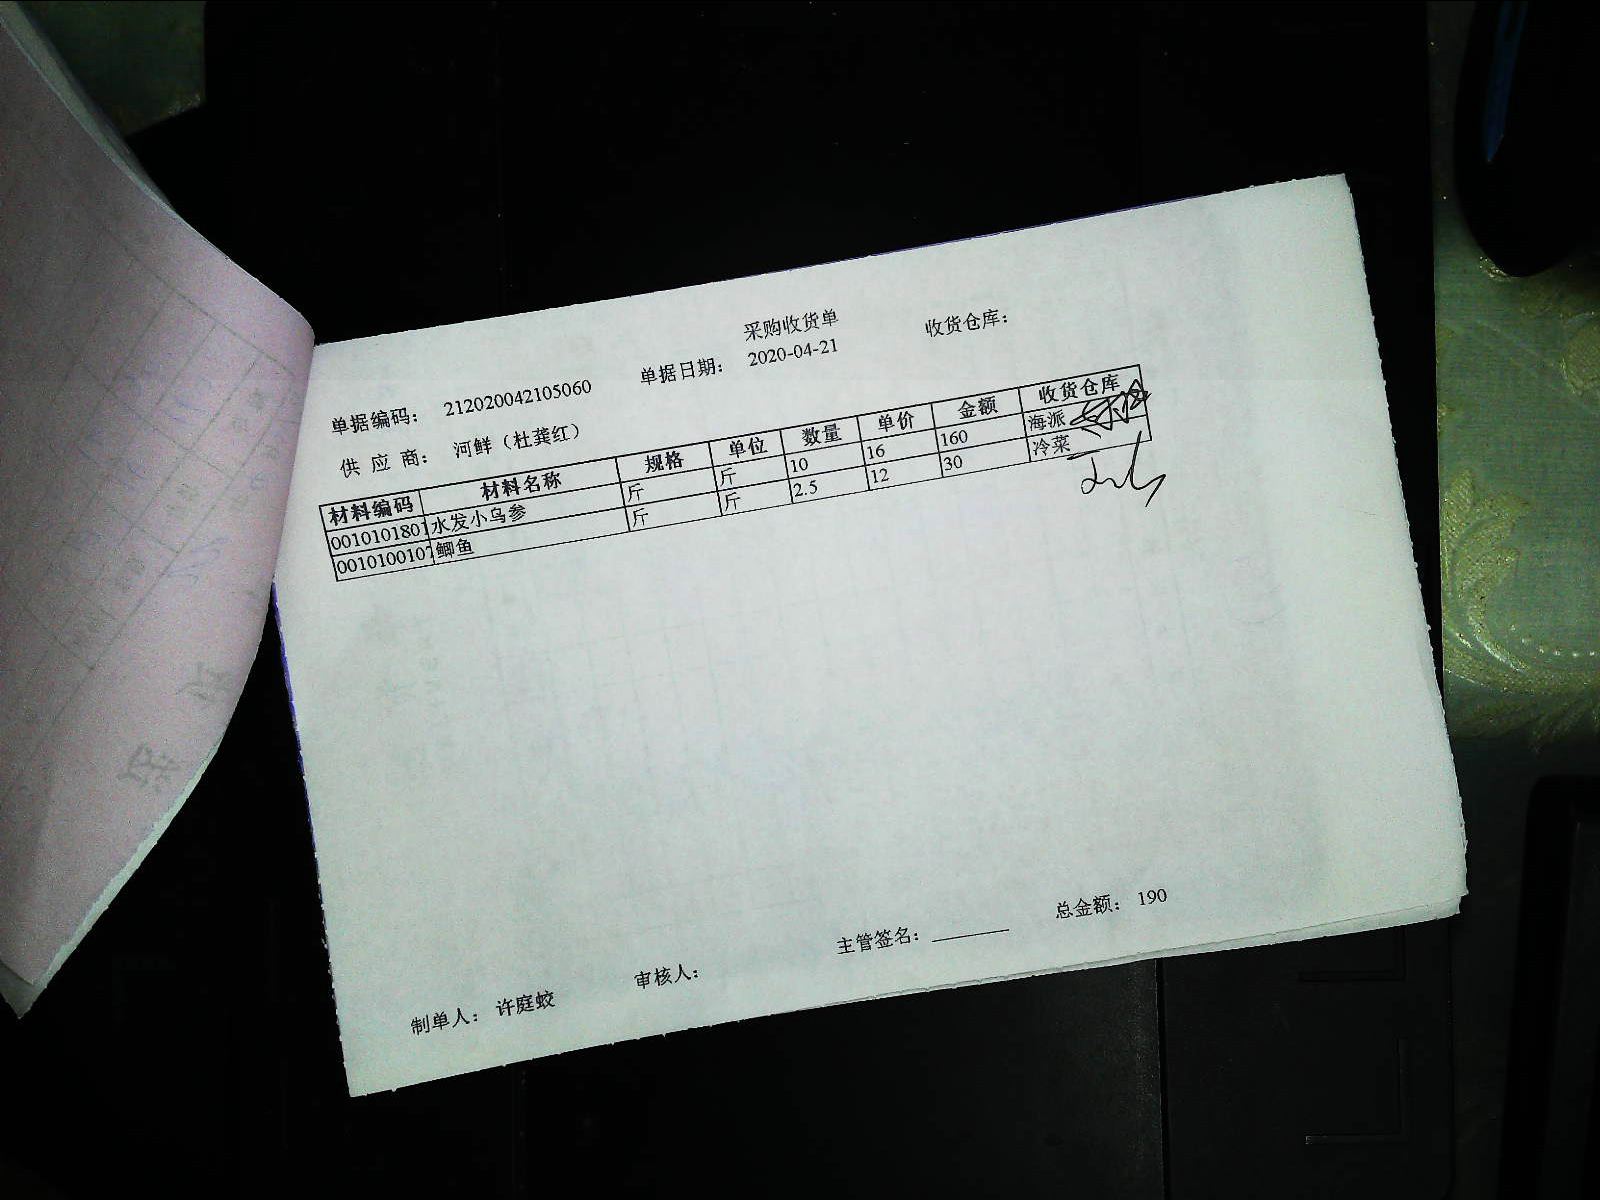 采购收货单
单据编码： 212020042105060 单据日期： 2020-04-21 收货仓库：
供 应 商： 河鲜（杜龚红）
材料编码 材料名称 规格 单位 数量 单价 金额 收货仓库
0010101801 水发小乌参 斤 斤 10 16 160 海派
0010100107 鲫鱼 斤 斤 2.5 12 30 冷菜
制单人： 许庭蛟 审核人： 主管签名： 总金额： 190